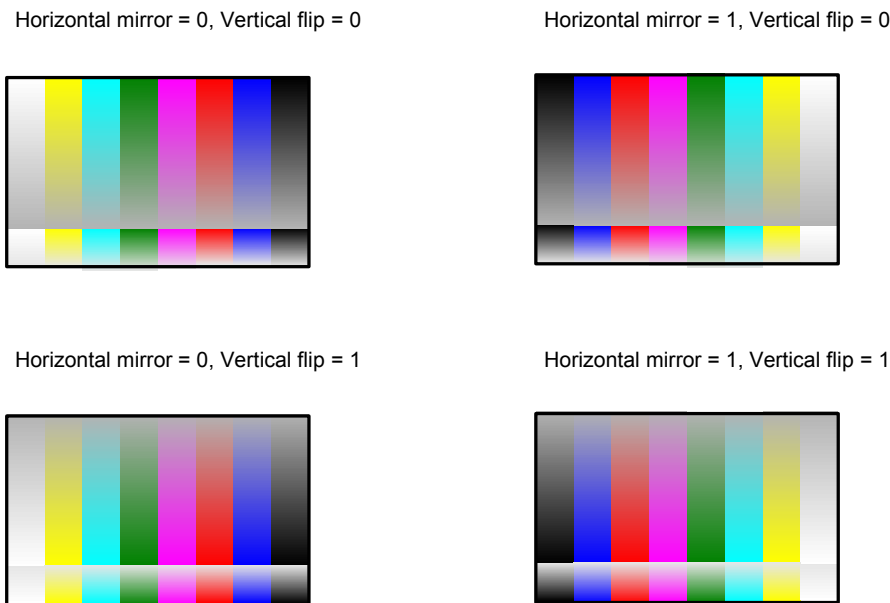 Horizontal mirror = 0, Vertical flip = 0
Horizontal mirror = 1, Vertical flip = 0
Horizontal mirror = 0, Vertical flip = 1
Horizontal mirror = 1, Vertical flip = 1